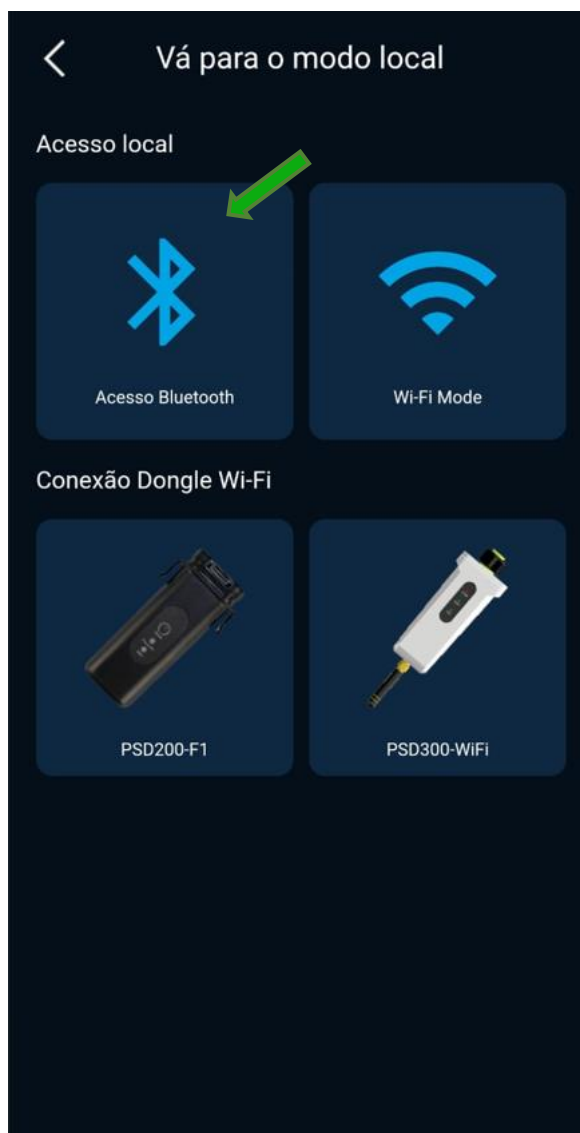 Vá para o modo local
Acesso local
Acesso Bluetooth
Wi-Fi Mode
Conexão Dongle Wi-Fi
PSD200-F1
PSD300-WiFi